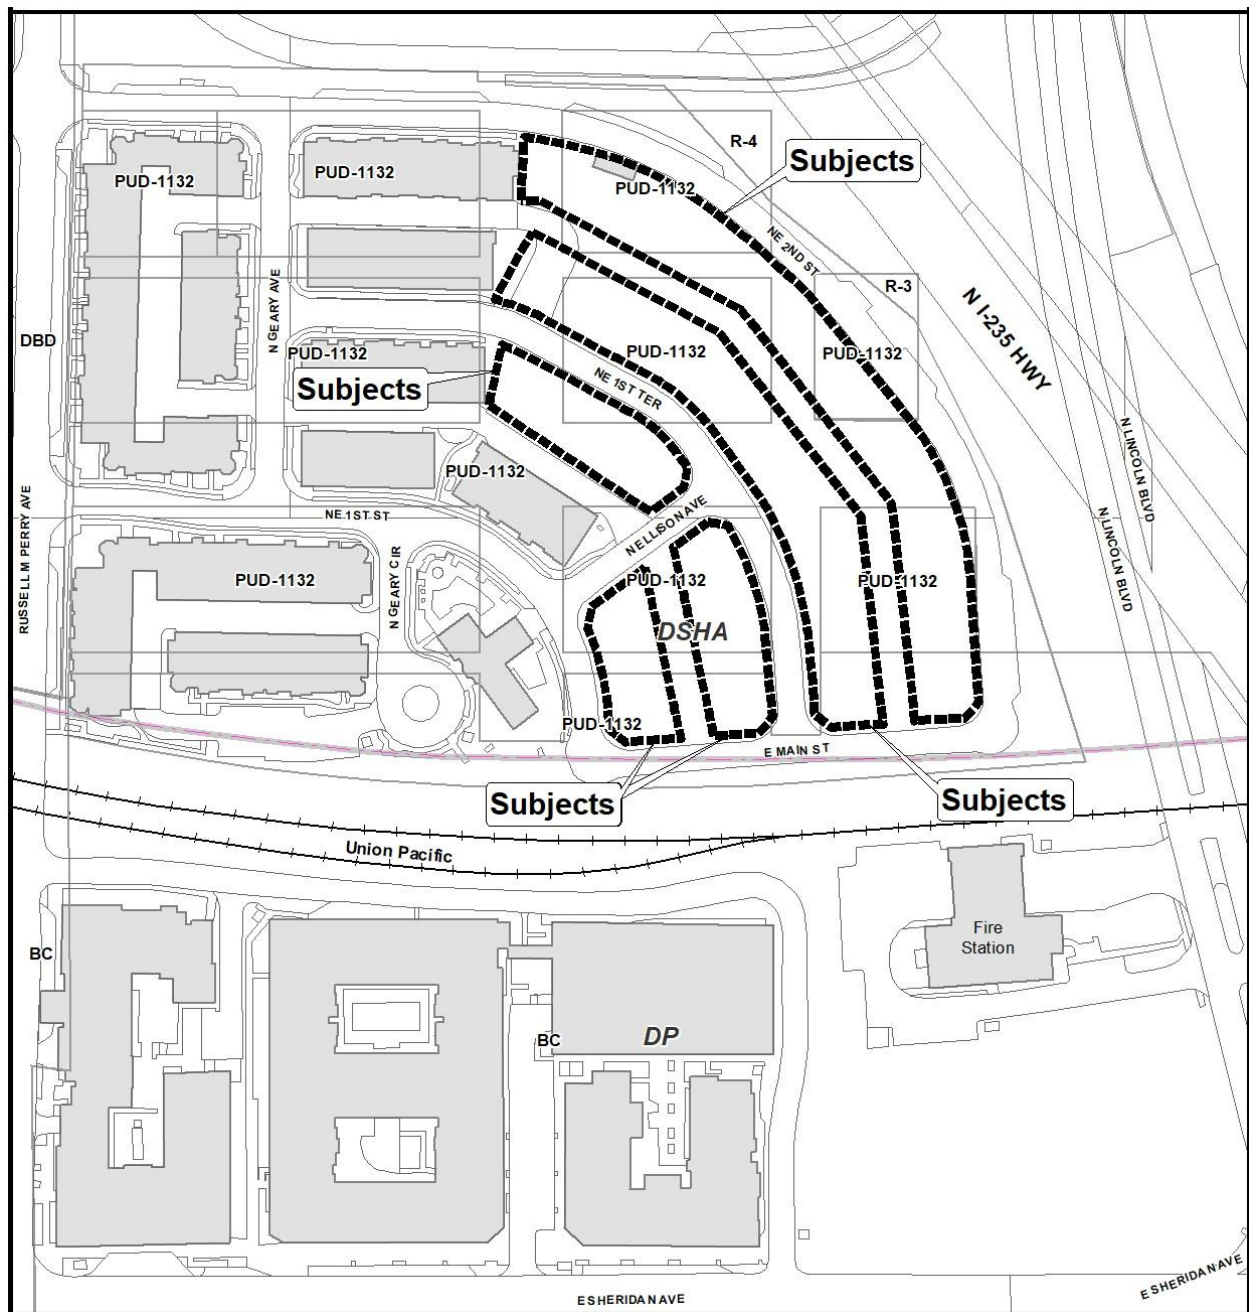 R-4
Subjects
PUD-1132
PUD-1132
PUD-1132
NE 2ND ST
R-3
N GEARY AVE
N I-235 HWY
DBD
PUD-1132
PUD-1132
PUD-1132
Subjects
NE 1ST TER
N LINCOLN BLVD
PUD-1132
RUSSELL M PERRY AVE
NE 1ST ST
N ELLISON AVE
N LINCOLN BLVD
N GEARY CIR
PUD-1132
PUD-1132
PUD-1132
DSHA
PUD-1132
E MAIN ST
Subjects
Subjects
Union Pacific
Fire
Station
BC
BC
DP
E SHERIDAN AVE
E SHERIDAN AVE